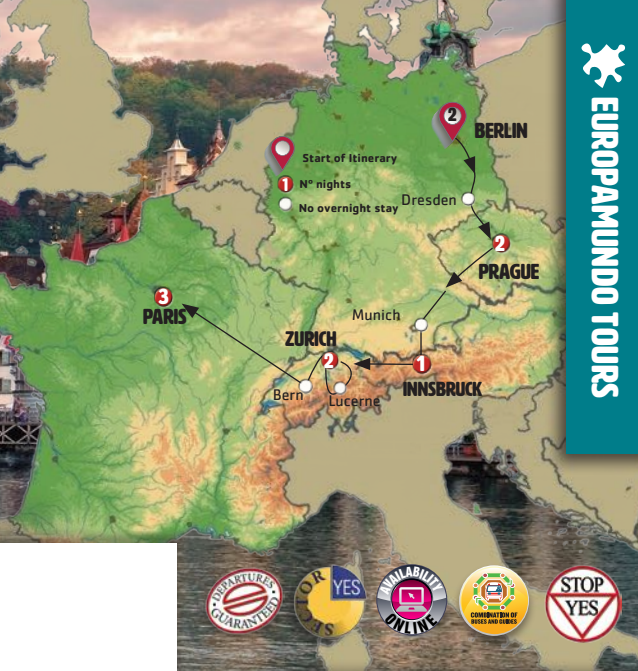 2
BERLIN
Start of Itinerary
1 Nº nights
No overnight stay
Dresden
2
PRAGUE
3
PARIS
Munich
ZURICH
2
1
INNSBRUCK
Bern
Lucerne
EUROPAMUNDO TOURS
DEPARTURES
GUARANTEED
SECTOR
YES
AVAILABILITY
ONLINE
COMBINATION OF
BUSES AND GUIDES
STOP
YES